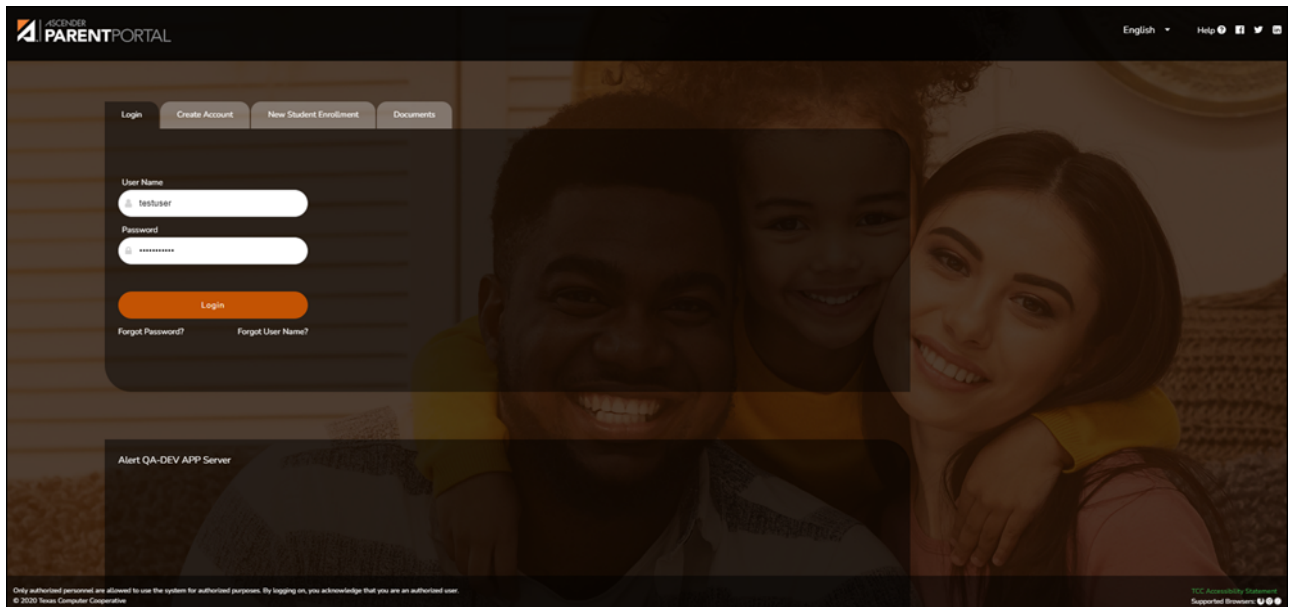 ASCENDER
PARENTPORTAL
English
Help
Login
Create Account
New Student Enrollment
Documents
User Name
testuser
Password
Login
Forgot Password?
Forgot User Name?
Alert QA-DEV APP Server
Only authorized personnel are allowed to use the system for authorized purposes. By logging on, you acknowledge that you are an authorized user.
© 2020 Texas Computer Cooperative
TCC Accessibility Statement
Supported Browsers: